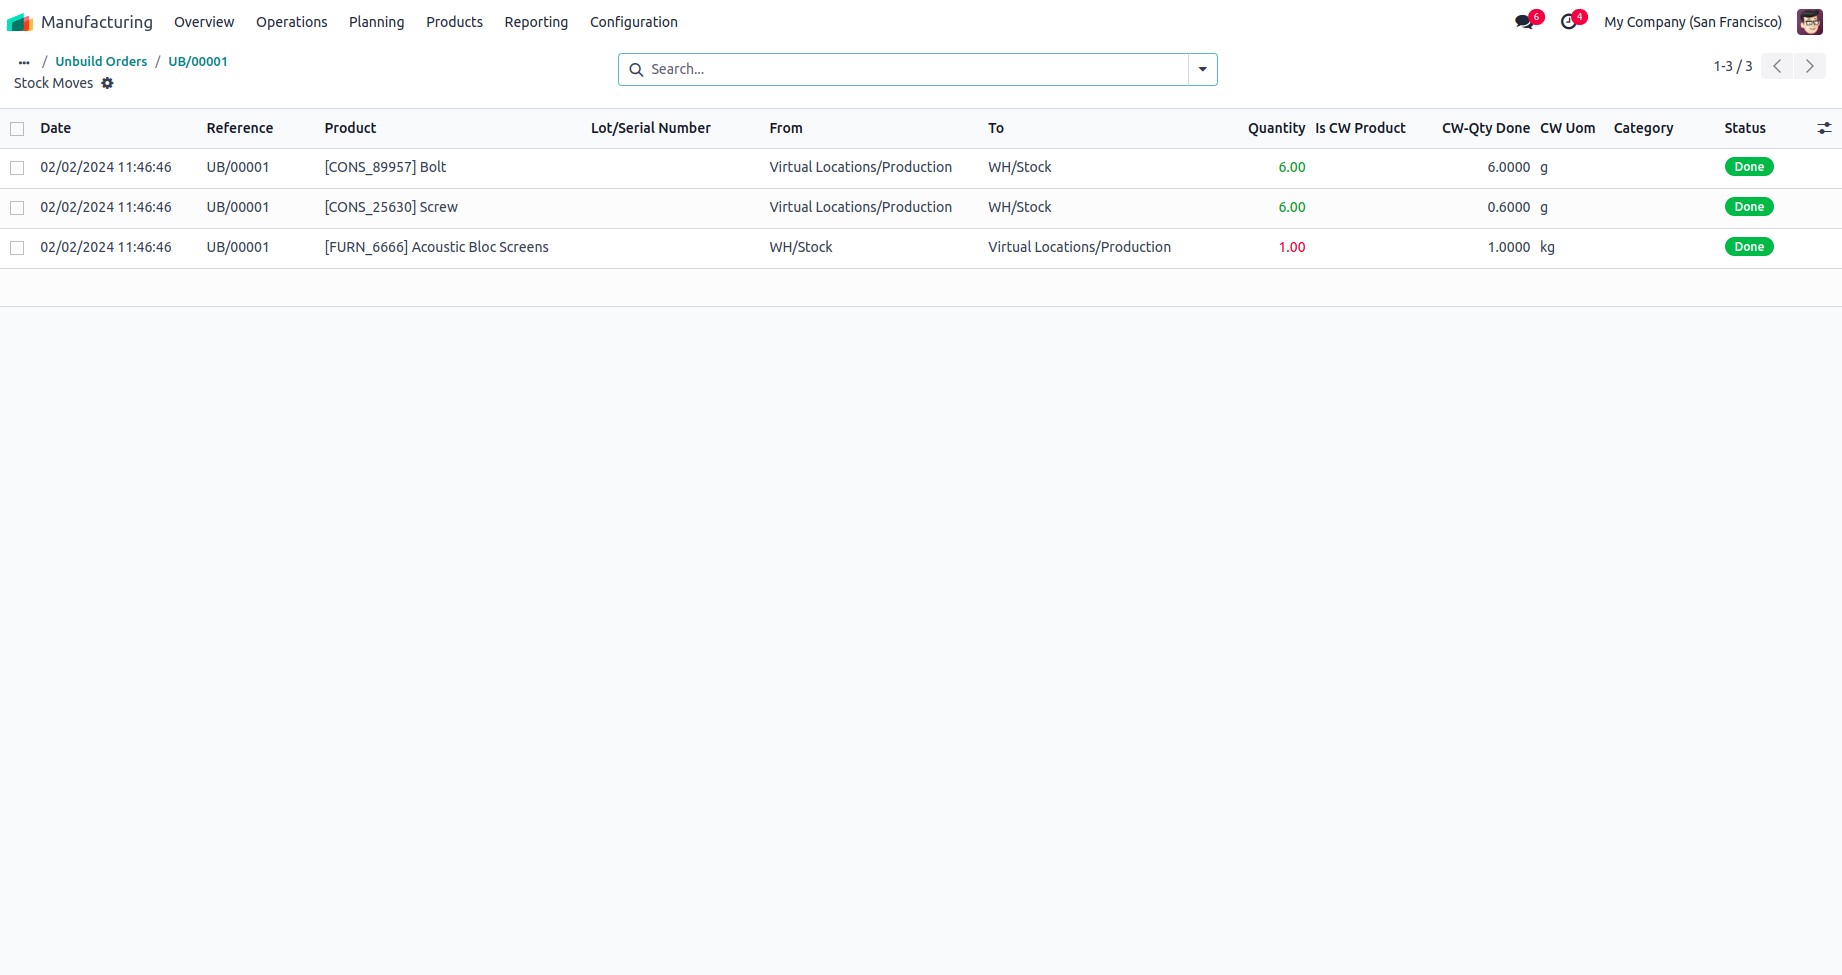 Manufacturing Overview Operations Planning Products Reporting Configuration 6 4 My Company (San Francisco)
... / Unbuild Orders / UB/00001
Stock Moves
Search...
1-3 / 3
Date Reference Product Lot/Serial Number From To Quantity Is CW Product CW-Qty Done CW Uom Category Status
02/02/2024 11:46:46 UB/00001 [CONS_89957] Bolt Virtual Locations/Production WH/Stock 6.00 6.0000 g Done
02/02/2024 11:46:46 UB/00001 [CONS_25630] Screw Virtual Locations/Production WH/Stock 6.00 0.6000 g Done
02/02/2024 11:46:46 UB/00001 [FURN_6666] Acoustic Bloc Screens WH/Stock Virtual Locations/Production 1.00 1.0000 kg Done